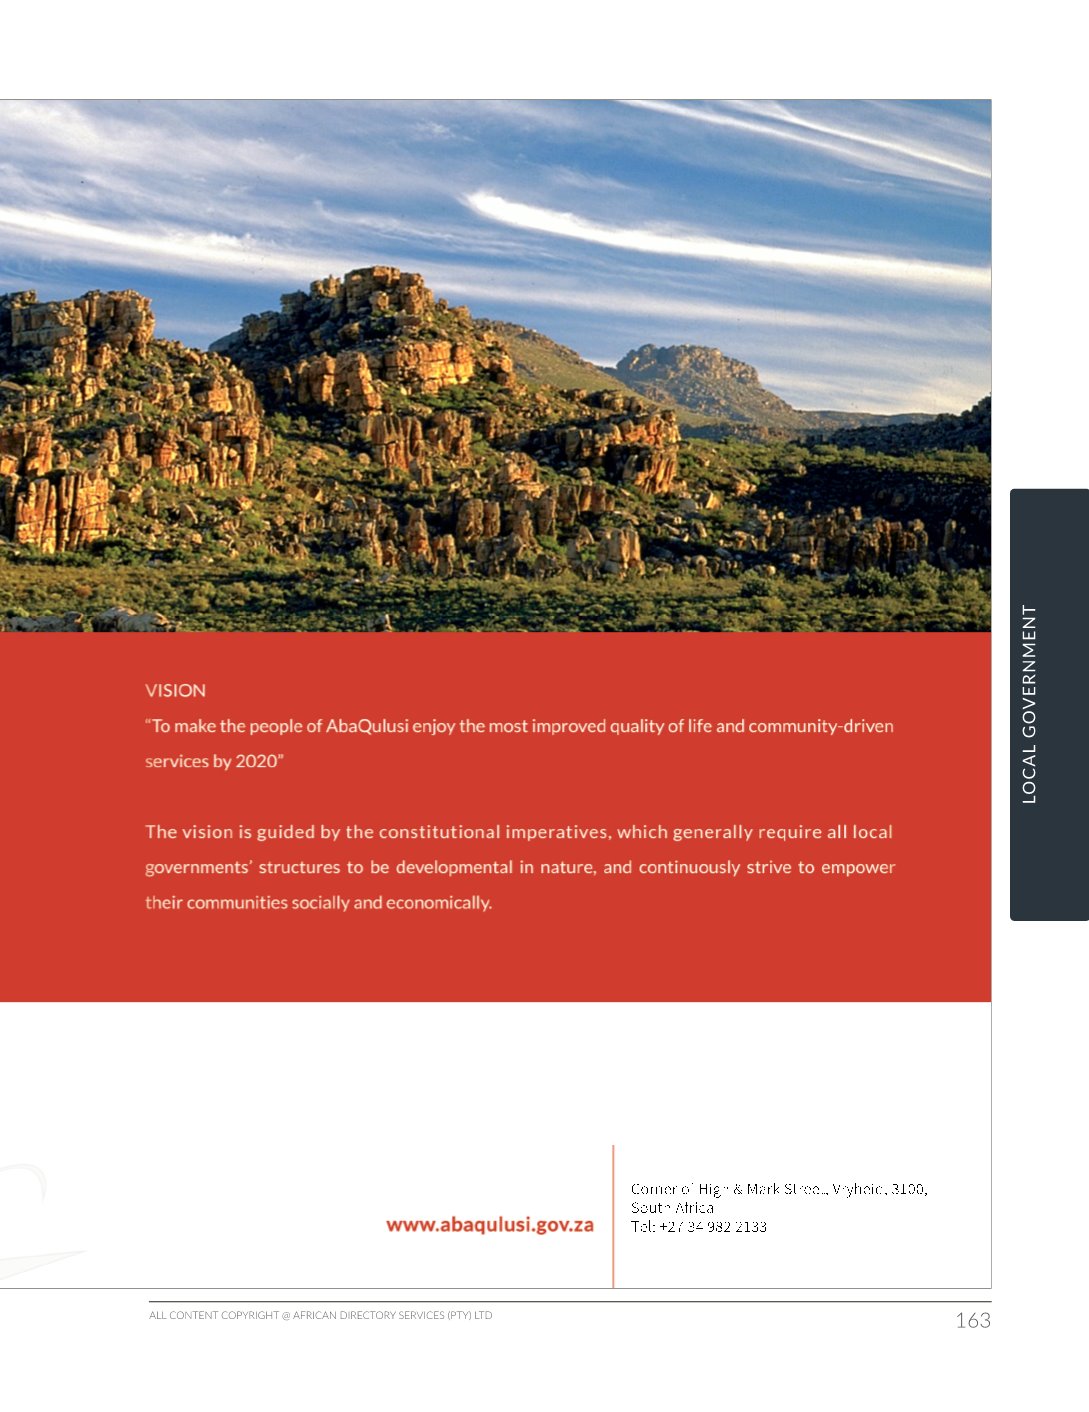 LOCAL GOVERNMENT
VISION
“To make the people of AbaQulusi enjoy the most improved quality of life and community-driven
services by 2020”
The vision is guided by the constitutional imperatives, which generally require all local
governments’ structures to be developmental in nature, and continuously strive to empower
their communities socially and economically.
www.abaqulusi.gov.za
Corner of High & Mark Street, Vryheid, 3100,
South Africa
Tel: +27 34 982 2133
ALL CONTENT COPYRIGHT @ AFRICAN DIRECTORY SERVICES (PTY) LTD
163